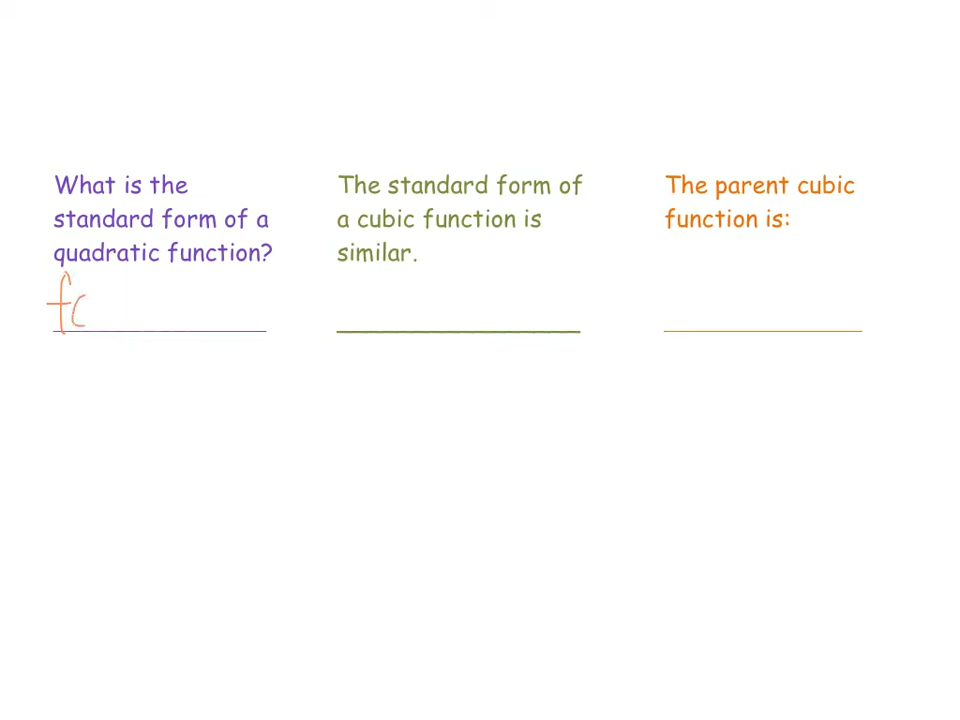 What is the
standard form of a
quadratic function?
f(
The standard form of
a cubic function is
similar.
The parent cubic
function is: